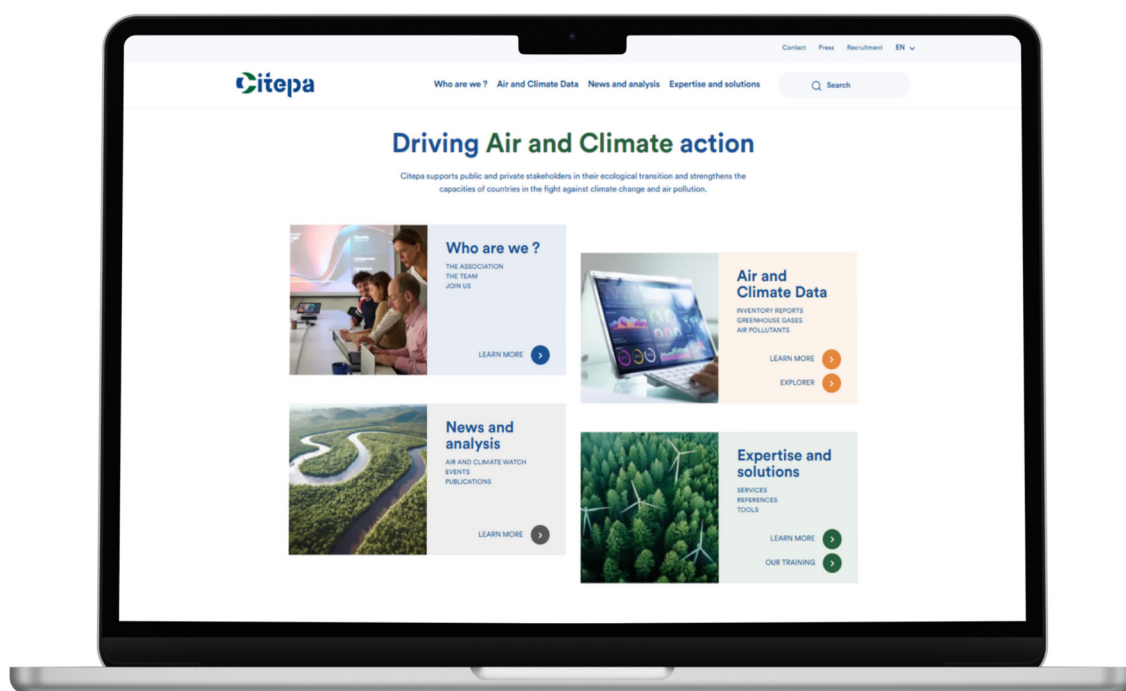 Contact Press Recruitment EN
Citepa
Who are we ? Air and Climate Data News and analysis Expertise and solutions Search
Driving Air and Climate action
Citepa supports public and private stakeholders in their ecological transition and strengthens the
capacities of countries in the fight against climate change and air pollution.
Who are we ?
THE ASSOCIATION
THE TEAM
JOIN US
LEARN MORE
Air and
Climate Data
INVENTORY REPORTS
GREENHOUSE GASES
AIR POLLUTANTS
LEARN MORE
EXPLORER
News and
analysis
AIR AND CLIMATE WATCH
EVENTS
PUBLICATIONS
LEARN MORE
Expertise and
solutions
SERVICES
REFERENCES
TOOLS
LEARN MORE
OUR TRAINING